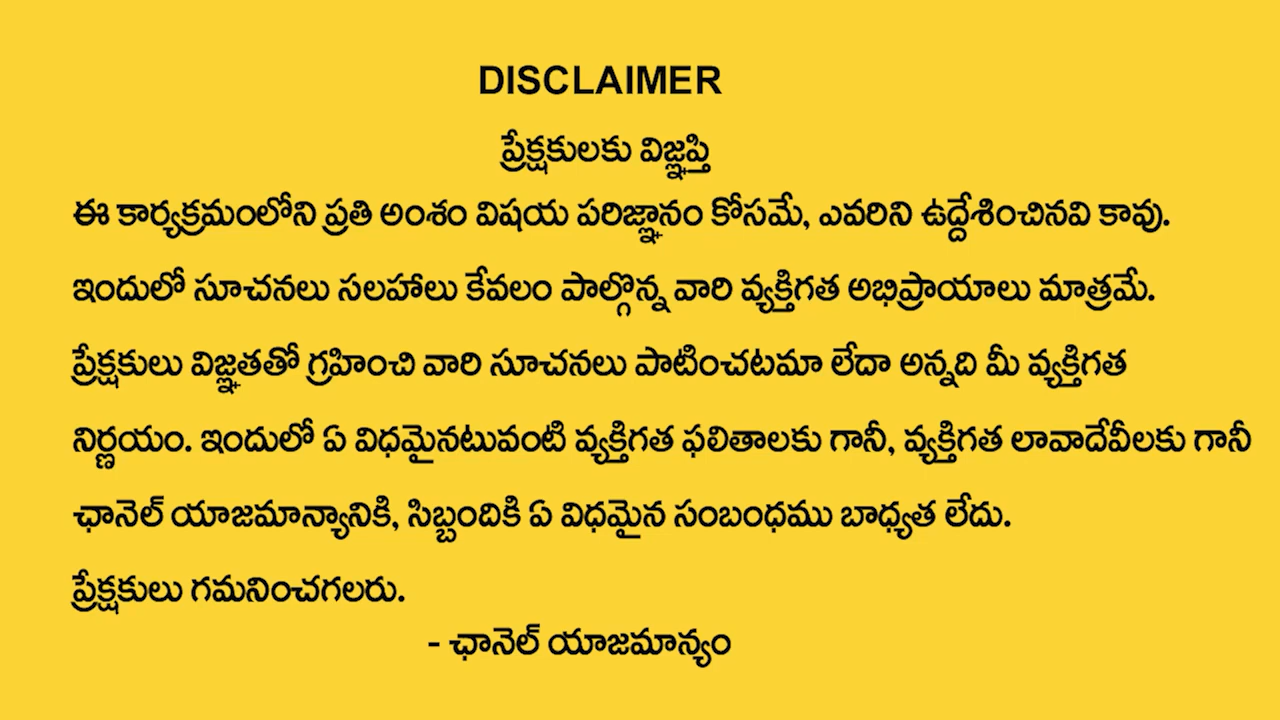 DISCLAIMER
ప్రేక్షకులకు విజ్ఞప్తి
ఈ కార్యక్రమంలోని ప్రతి అంశం విషయ పరిజ్ఞానం కోసమే, ఎవరిని ఉద్దేశించినవి కావు.
ఇందులో సూచనలు సలహాలు కేవలం పాల్గొన్న వారి వ్యక్తిగత అభిప్రాయాలు మాత్రమే.
ప్రేక్షకులు విజ్ఞతతో గ్రహించి వారి సూచనలు పాటించటమా లేదా అన్నది మీ వ్యక్తిగత
నిర్ణయం. ఇందులో ఏ విధమైనటువంటి వ్యక్తిగత ఫలితాలకు గానీ, వ్యక్తిగత లావాదేవీలకు గానీ
ఛానెల్ యాజమాన్యానికి, సిబ్బందికి ఏ విధమైన సంబంధము బాధ్యత లేదు.
ప్రేక్షకులు గమనించగలరు.
- ఛానెల్ యాజమాన్యం